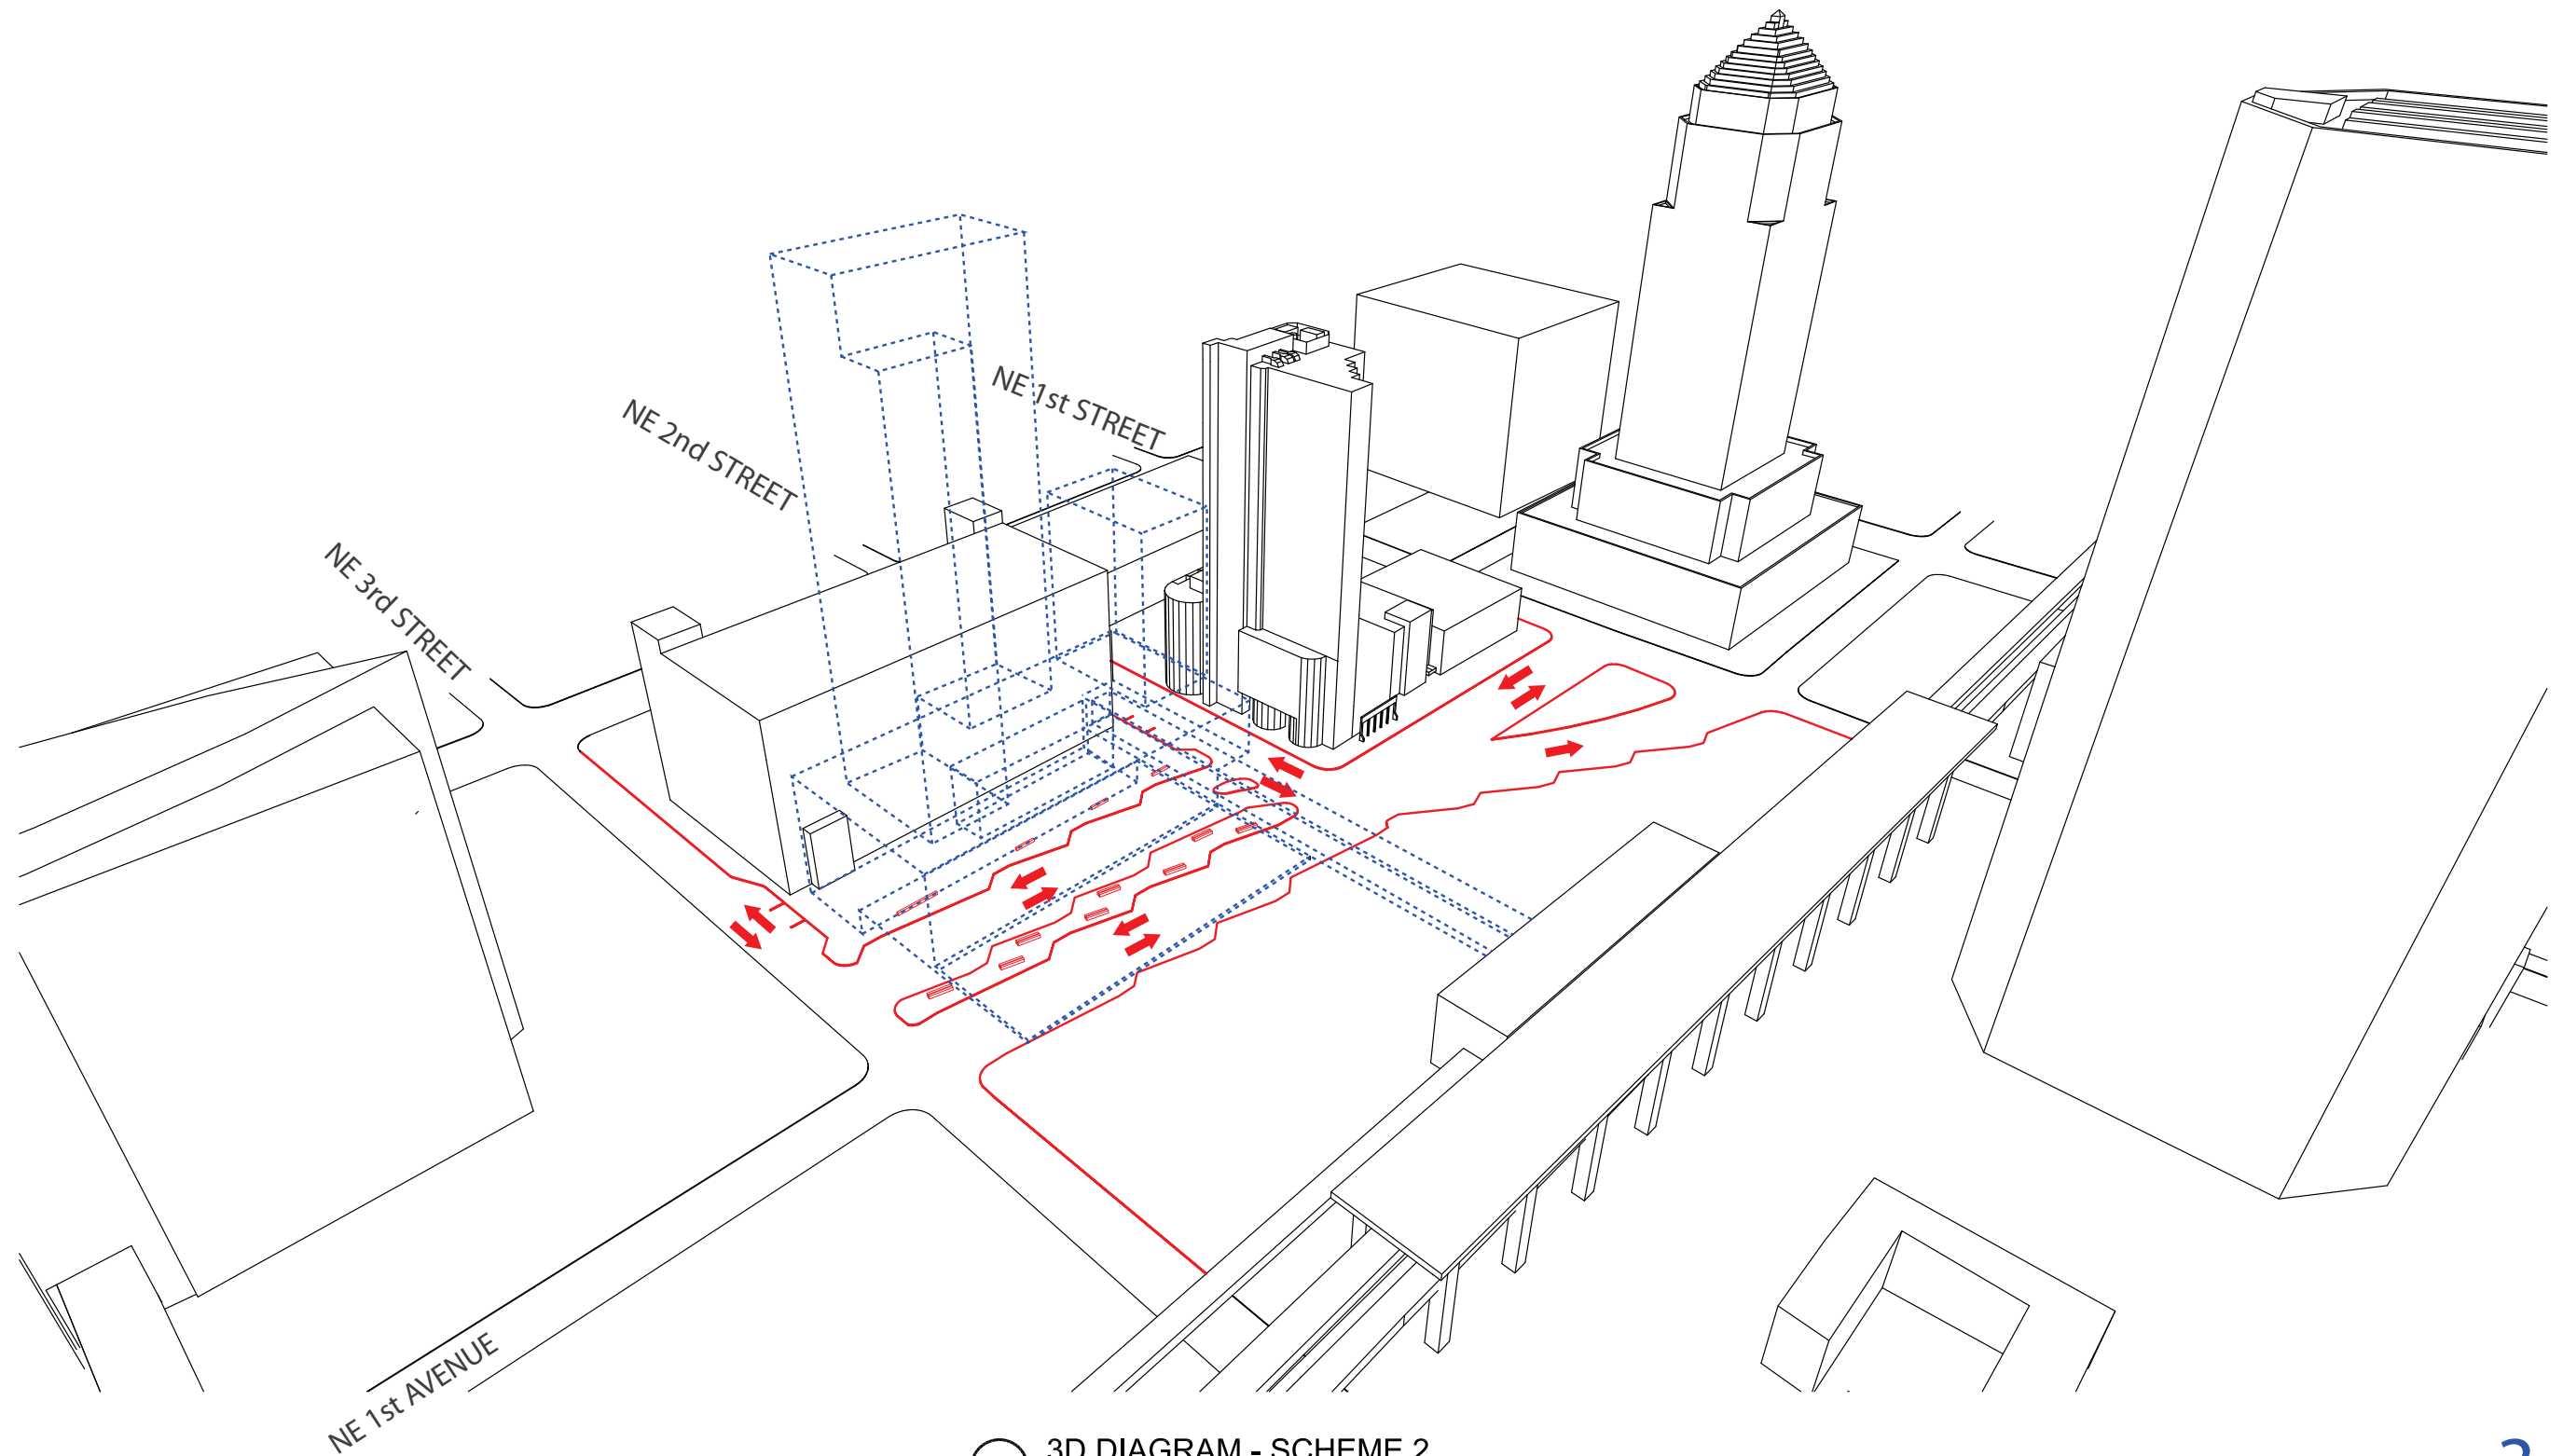 NE 1st STREET
NE 2nd STREET
NE 3rd STREET
NE 1st AVENUE
3D DIAGRAM - SCHEME 2